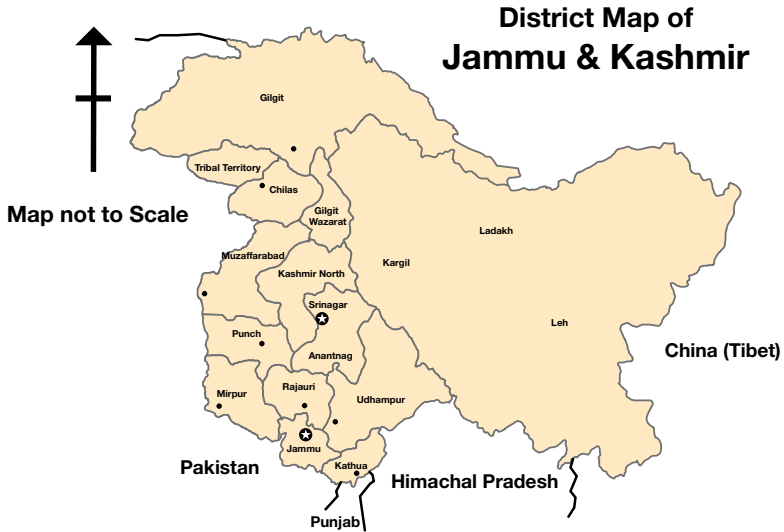 District Map of
Jammu & Kashmir
Gilgit
Tribal Territory
Chilas
Map not to Scale
Gilgit
Wazarat
Ladakh
Muzaffarabad
Kargil
Kashmir North
Srinagar
Leh
Punch
China (Tibet)
Anantnag
Rajauri
Mirpur
Udhampur
Jammu
Kathua
Pakistan
Himachal Pradesh
Punjab